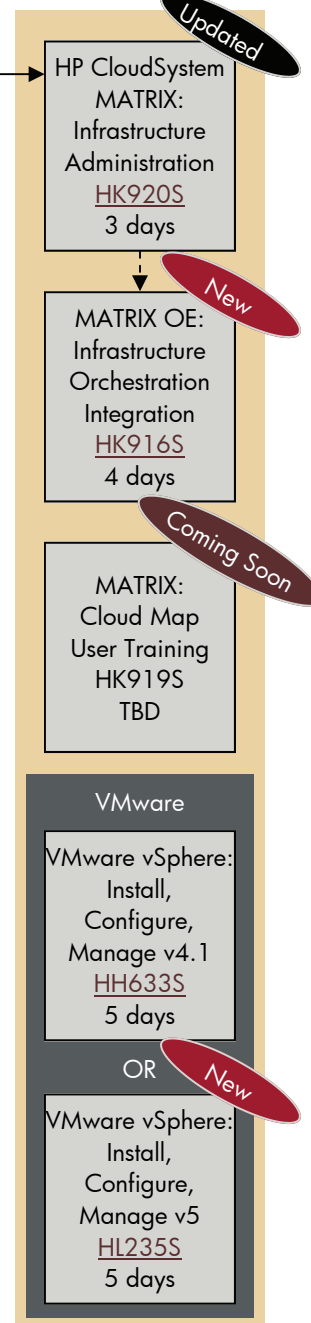 Updated
HP CloudSystem
MATRIX:
Infrastructure
Administration
HK920S
3 days
New
MATRIX OE:
Infrastructure
Orchestration
Integration
HK916S
4 days
Coming Soon
MATRIX:
Cloud Map
User Training
HK919S
TBD
VMware
VMware vSphere:
Install,
Configure,
Manage v4.1
HH633S
5 days
OR
New
VMware vSphere:
Install,
Configure,
Manage v5
HL235S
5 days